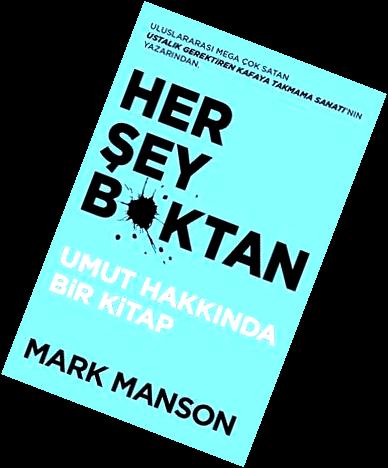 ULUSLARARASI MEGA ÇOK SATAN
USTALIK GEREKTİREN KAFAYA TAKMAMA SANATI'NIN
YAZARINDAN,
HER
ŞEY
BOKTAN
UMUT HAKKINDA
BİR KİTAP
MARK MANSON